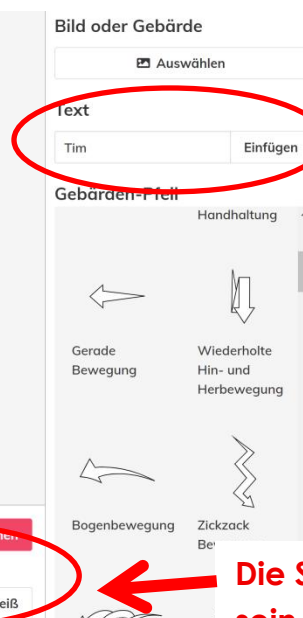 Bild oder Gebärde
Auswählen
Text
Tim
Einfügen
Gebärden-Pfeil
Handhaltung
Gerade
Bewegung
Wiederholte
Hin- und
Herbewegung
Bogenbewegung
Zickzack
Die S
sein